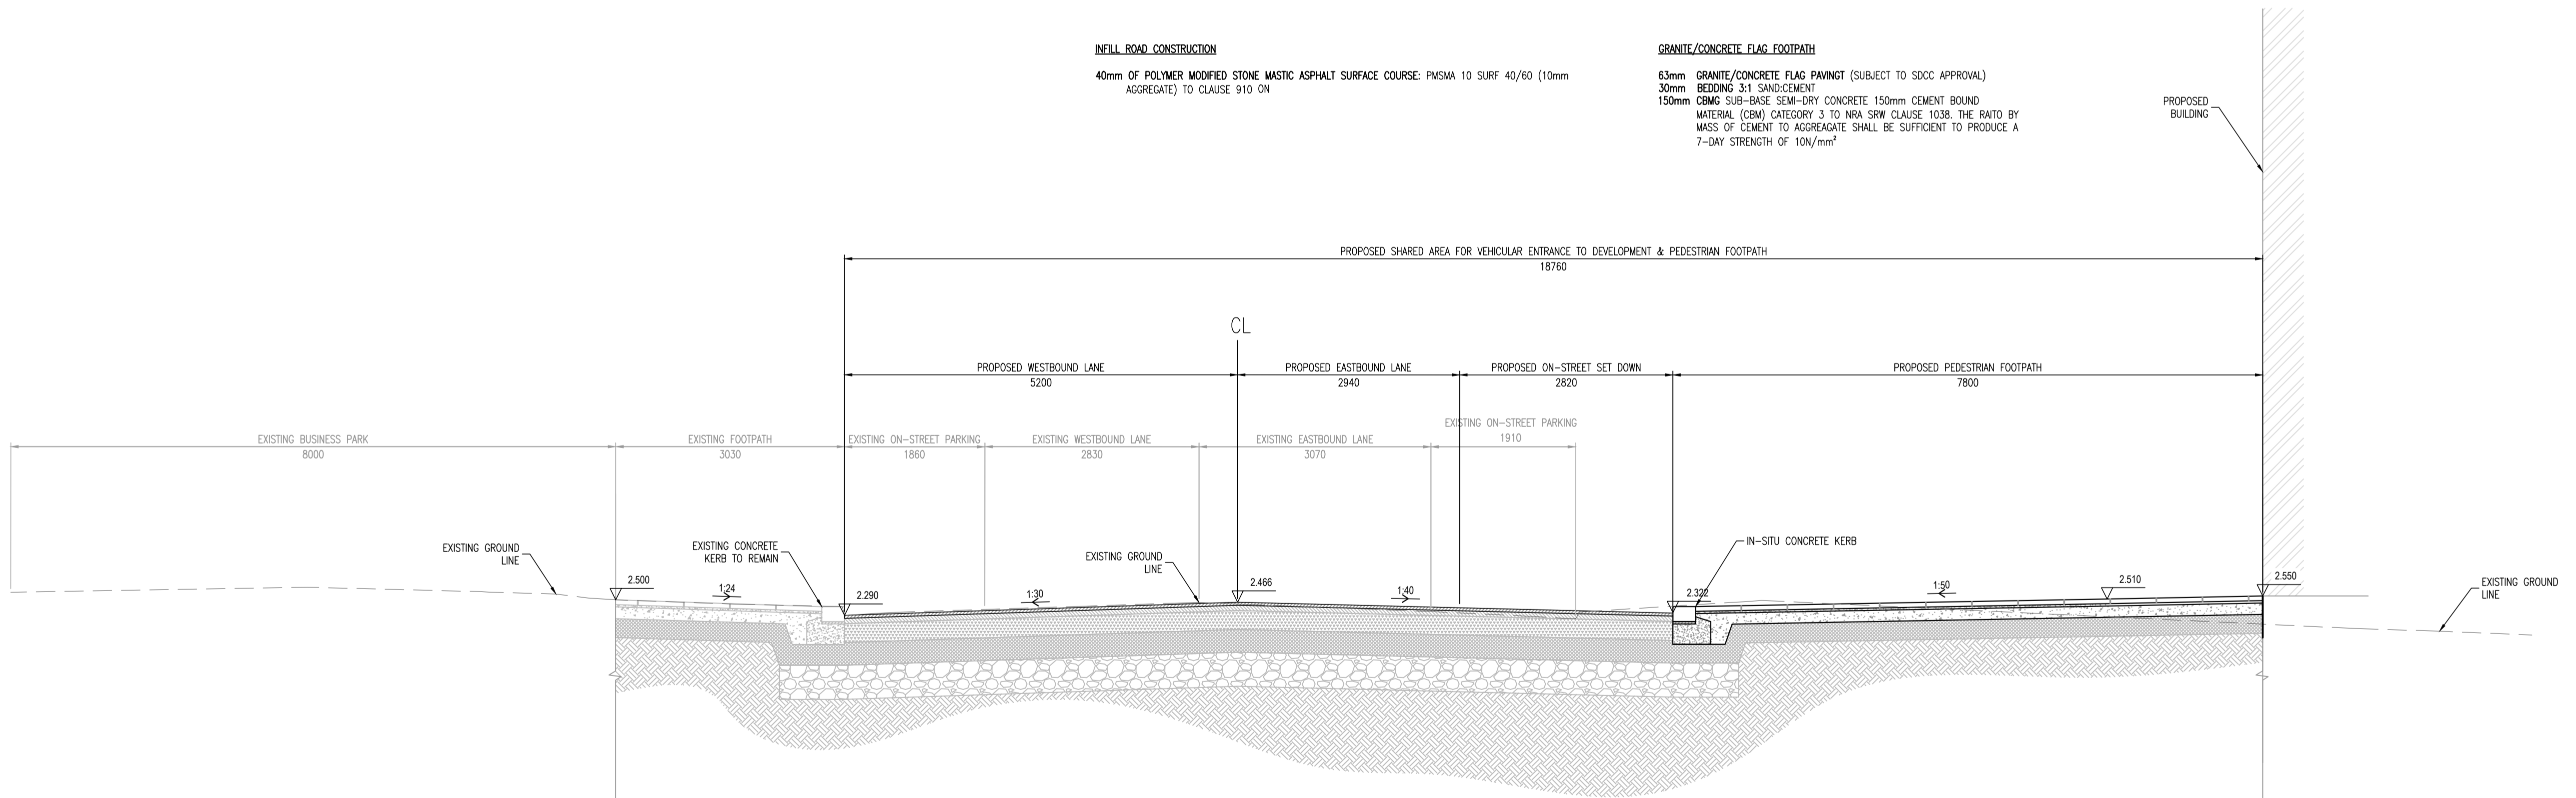 INFILL ROAD CONSTRUCTION
40mm OF POLYMER MODIFIED STONE MASTIC ASPHALT SURFACE COURSE: PMSMA 10 SURF 40/60 (10mm
AGGREGATE) TO CLAUSE 910 ON
GRANITE/CONCRETE FLAG FOOTPATH
63mm GRANITE/CONCRETE FLAG PAVINGT (SUBJECT TO SDCC APPROVAL)
30mm BEDDING 3:1 SAND:CEMENT
150mm CBMG SUB-BASE SEMI-DRY CONCRETE 150mm CEMENT BOUND
MATERIAL (CBM) CATEGORY 3 TO NRA SRW CLAUSE 1038. THE RAITO BY
MASS OF CEMENT TO AGGREAGATE SHALL BE SUFFICIENT TO PRODUCE A
7-DAY STRENGTH OF 10N/mm²
PROPOSED
BUILDING
PROPOSED SHARED AREA FOR VEHICULAR ENTRANCE TO DEVELOPMENT & PEDESTRIAN FOOTPATH
18760
CL
PROPOSED WESTBOUND LANE
5200
PROPOSED EASTBOUND LANE
2940
PROPOSED ON-STREET SET DOWN
2820
PROPOSED PEDESTRIAN FOOTPATH
7800
EXISTING BUSINESS PARK
8000
EXISTING FOOTPATH
3030
EXISTING ON-STREET PARKING
1860
EXISTING WESTBOUND LANE
2830
EXISTING EASTBOUND LANE
3070
EXISTING ON-STREET PARKING
1910
EXISTING GROUND
LINE
EXISTING CONCRETE
KERB TO REMAIN
EXISTING GROUND
LINE
IN-SITU CONCRETE KERB
EXISTING GROUND
LINE
2.500
1:24
2.290
1:30
2.466
1:40
2.322
1:50
2.510
2.550